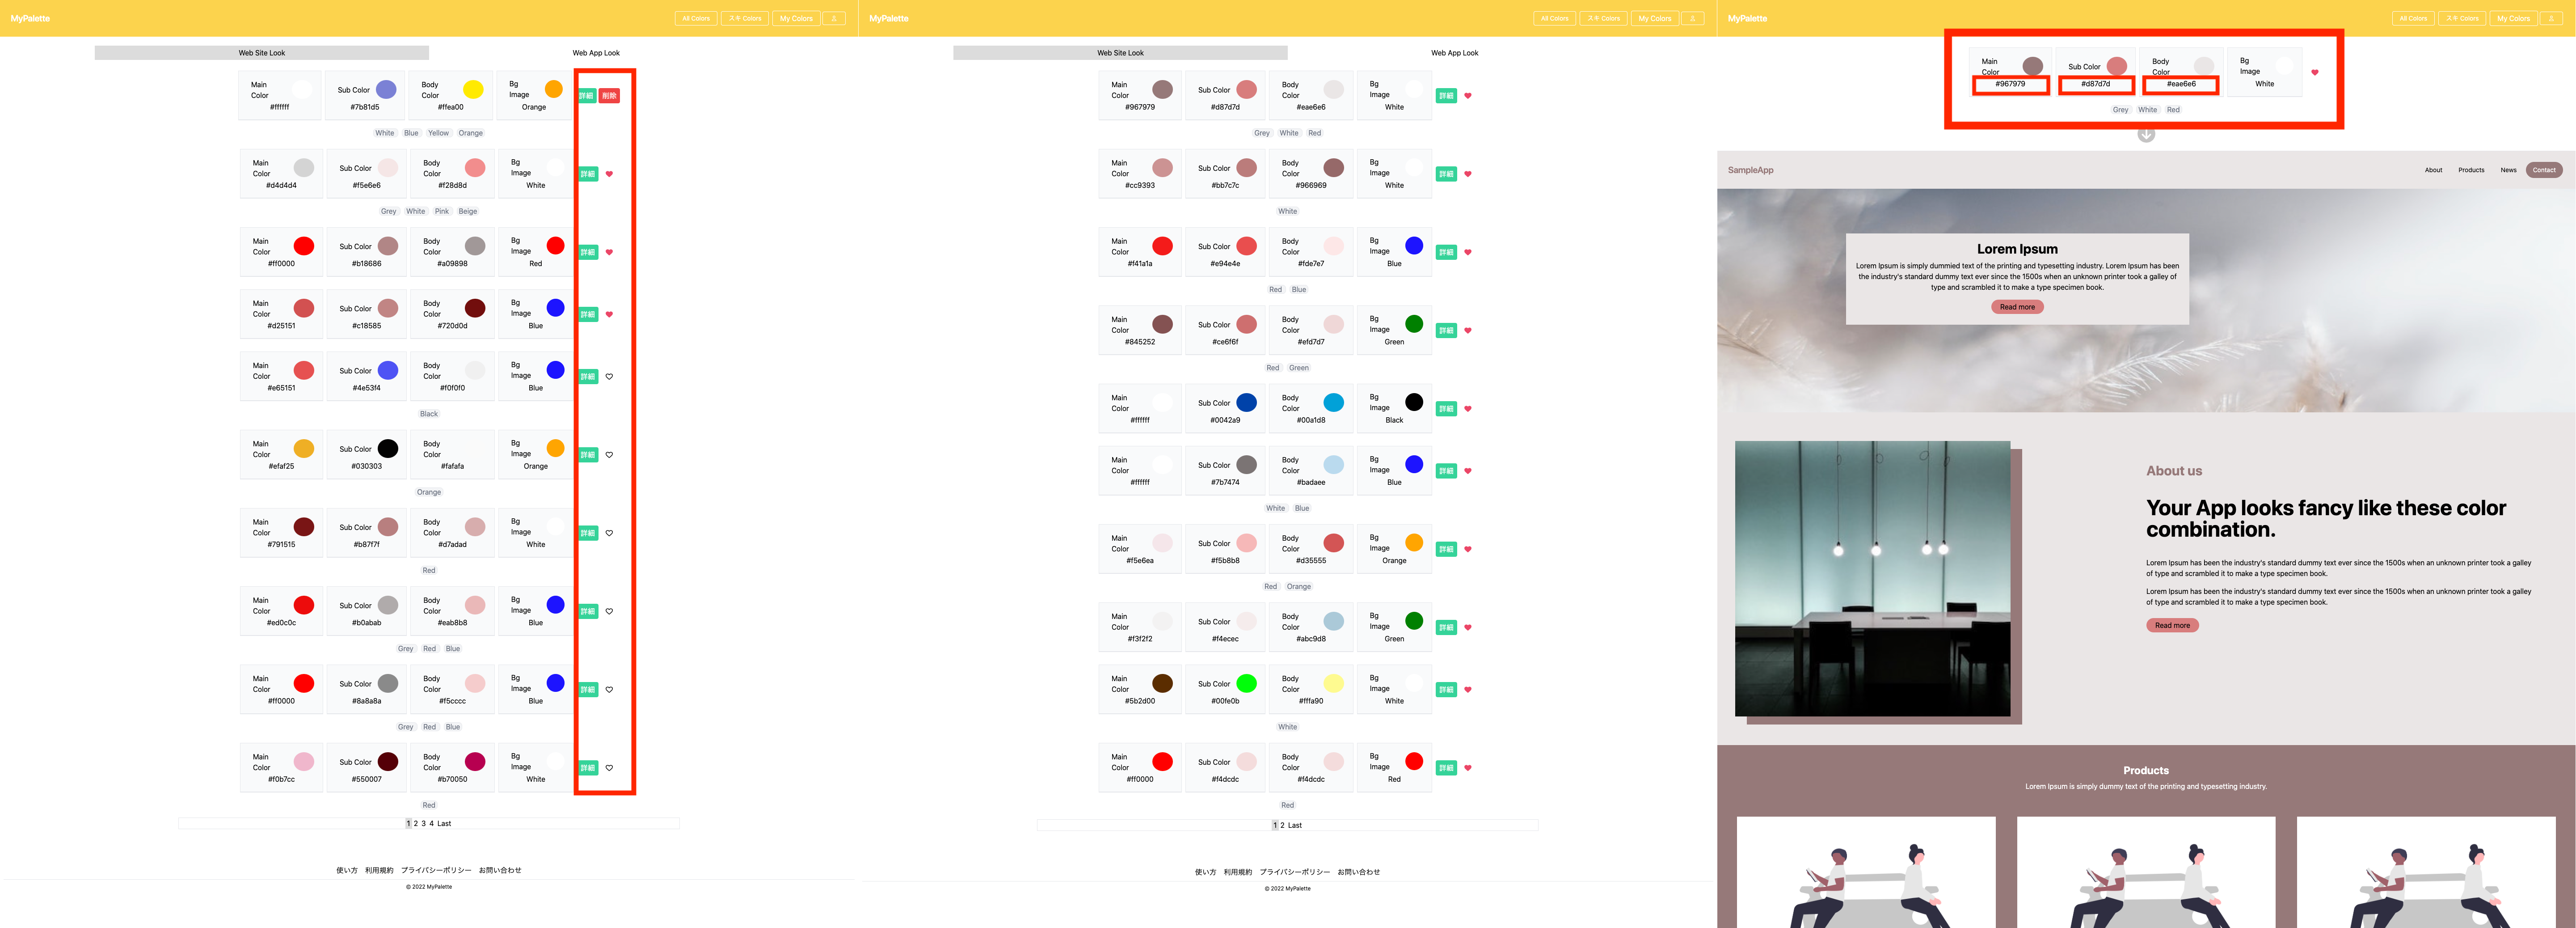 MyPalette
All Colors スキ Colors My Colors
Web Site Look Web App Look
Main Color #ffffff Sub Color #7b81d5 Body Color #ffea00 Bg Image Orange 詳細 削除
White Blue Yellow Orange
Main Color #d4d4d4 Sub Color #f5e6e6 Body Color #f28d8d Bg Image White 詳細
Grey White Pink Beige
Main Color #ff0000 Sub Color #b18686 Body Color #a09898 Bg Image Red 詳細
Main Color #d25151 Sub Color #c18585 Body Color #720d0d Bg Image Blue 詳細
Main Color #e65151 Sub Color #4e53f4 Body Color #f0f0f0 Bg Image Blue 詳細
Black
Main Color #efaf25 Sub Color #030303 Body Color #fafafa Bg Image Orange 詳細
Orange
Main Color #791515 Sub Color #b87f7f Body Color #d7adad Bg Image White 詳細
Red
Main Color #ed0c0c Sub Color #b0abab Body Color #eab8b8 Bg Image Blue 詳細
Grey Red Blue
Main Color #ff0000 Sub Color #8a8a8a Body Color #f5cccc Bg Image Blue 詳細
Grey Red Blue
Main Color #f0b7cc Sub Color #550007 Body Color #b70050 Bg Image White 詳細
Red
1 2 3 4 Last
使い方 利用規約 プライバシーポリシー お問い合わせ
© 2022 MyPalette
MyPalette
All Colors スキ Colors My Colors
Web Site Look Web App Look
Main Color #967979 Sub Color #d87d7d Body Color #eae6e6 Bg Image White 詳細
Grey White Red
Main Color #cc9393 Sub Color #bb7c7c Body Color #966969 Bg Image White 詳細
White
Main Color #f41a1a Sub Color #e94e4e Body Color #fde7e7 Bg Image Blue 詳細
Red Blue
Main Color #845252 Sub Color #ce6f6f Body Color #efd7d7 Bg Image Green 詳細
Red Green
Main Color #ffffff Sub Color #0042a9 Body Color #00a1d8 Bg Image Black 詳細
Main Color #ffffff Sub Color #7b7474 Body Color #badaee Bg Image Blue 詳細
White Blue
Main Color #f5e6ea Sub Color #f5b8b8 Body Color #d35555 Bg Image Orange 詳細
Red Orange
Main Color #f3f2f2 Sub Color #f4ecec Body Color #abc9d8 Bg Image Green 詳細
Main Color #5b2d00 Sub Color #00fe0b Body Color #fffa90 Bg Image White 詳細
White
Main Color #ff0000 Sub Color #f4dcdc Body Color #f4dcdc Bg Image Red 詳細
Red
1 2 Last
使い方 利用規約 プライバシーポリシー お問い合わせ
© 2022 MyPalette
MyPalette
All Colors スキ Colors My Colors
Main Color #967979 Sub Color #d87d7d Body Color #eae6e6 Bg Image White
Grey White Red
SampleApp
About Products News Contact
Lorem Ipsum
Lorem Ipsum is simply dummied text of the printing and typesetting industry. Lorem Ipsum has been
the industry's standard dummy text ever since the 1500s when an unknown printer took a galley of
type and scrambled it to make a type specimen book.
Read more
About us
Your App looks fancy like these color
combination.
Lorem Ipsum has been the industry's standard dummy text ever since the 1500s when an unknown printer took a galley
of type and scrambled it to make a type specimen book.
Lorem Ipsum has been the industry's standard dummy text ever since the 1500s when an unknown printer took a galley
of type and scrambled it to make a type specimen book.
Read more
Products
Lorem Ipsum is simply dummy text of the printing and typesetting industry.